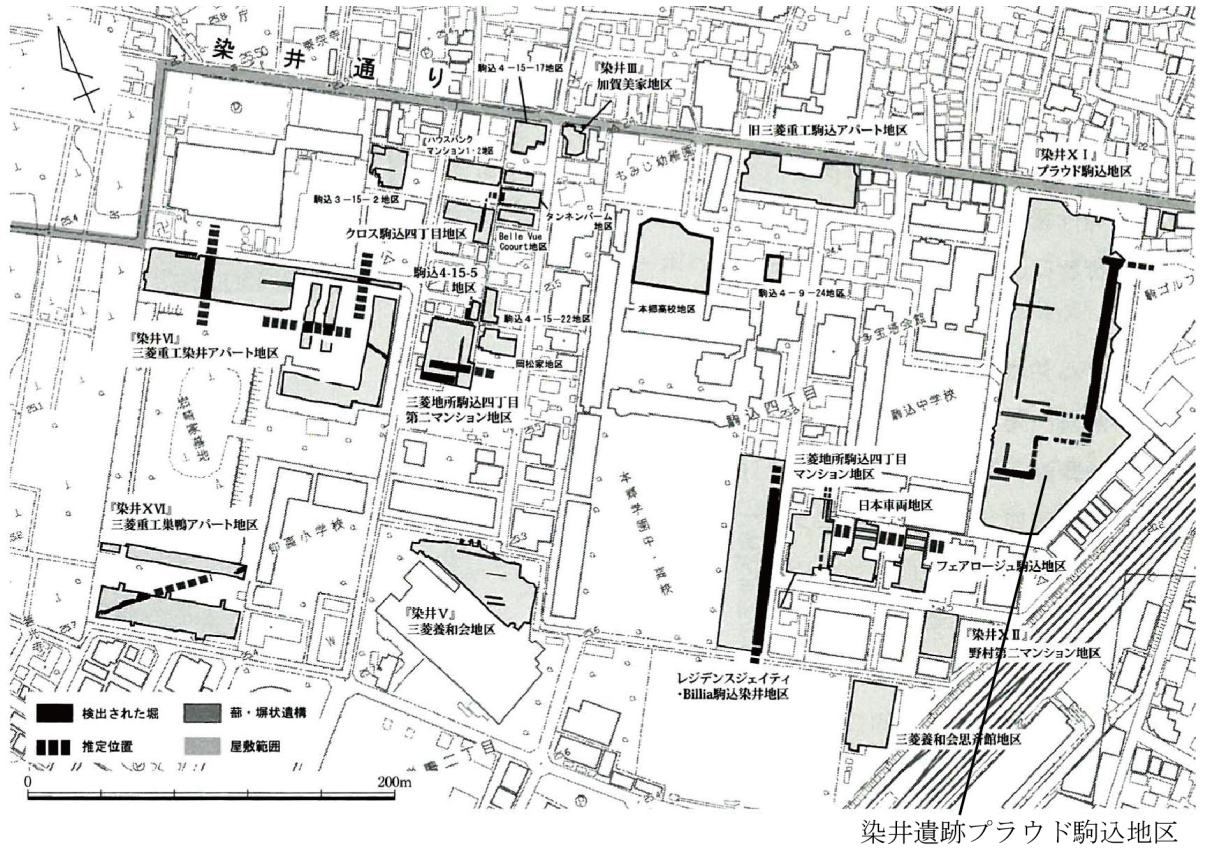 染井通り
駒込4-15-17地区
『染井Ⅲ』
加賀美家地区
旧三菱重工駒込アパート地区
『染井ⅩⅠ』
プラウド駒込地区
ハウスバンク
マンション1・2地区
もみじ幼稚園
駒込3-15-2地区
クロス駒込四丁目地区
タンネンバーム
地区
Belle Vue
Coourt地区
駒込4-15-5
地区
駒込4-15-22地区
本郷高校地区
駒込4-9-24地区
駒ゴルフ
『染井Ⅵ』
三菱重工染井アパート地区
岡松家地区
三菱地所駒込四丁目
第二マンション地区
岩崎家墓地
駒込四丁目
駒込中学校
三菱地所駒込四丁目
マンション地区
日本車両地区
フェアロージュ駒込地区
『染井ⅩⅥ』
三菱重工巣鴨アパート地区
仰高小学校
本郷学園中・高校
『染井Ⅴ』
三菱養和会地区
『染井ⅩⅡ』
野村第二マンション地区
レジデンスジェイティ
・Billia駒込染井地区
三菱養和会思斉館地区
検出された堀
蔀・塀状遺構
推定位置
屋敷範囲
0
200m
染井遺跡プラウド駒込地区